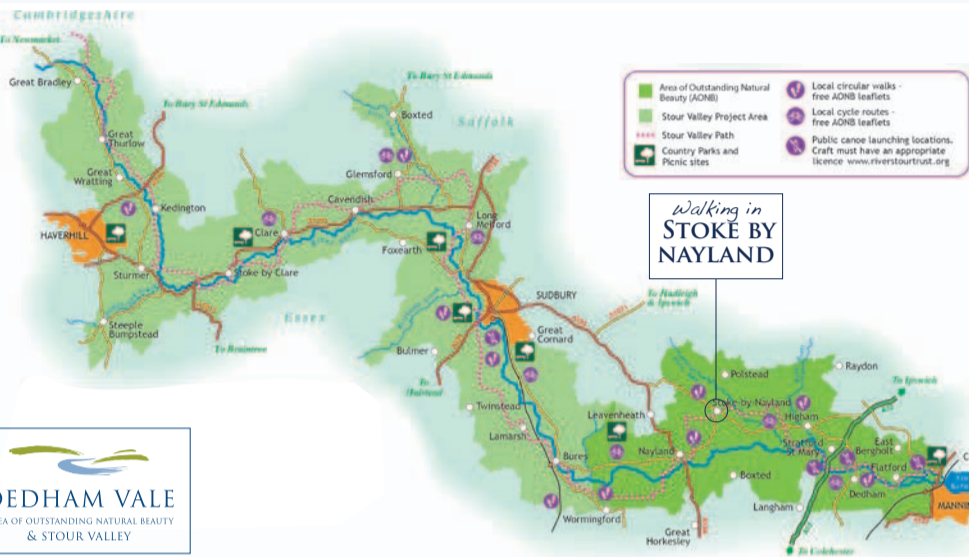 Cambridgeshire
To Newmarket
Great Bradley
To Bury St Edmunds
To Bury St Edmunds
Boxted
Suffolk
Great
Thurlow
Great
Wratting
Kedington
HAVERHILL
Sturmer
Steeple
Bumpstead
Stoke by Clare
Clare
Cavendish
Glemsford
Long
Melford
Foxearth
Essex
To Braintree
SUDBURY
Great
Cornard
Bulmer
To
Halstead
Twinstead
Lamarsh
Bures
Wormingford
To Hadleigh
& Ipswich
Leavenheath
Nayland
Great
Horkesley
Polstead
Stoke-by-Nayland
Raydon
Higham
Stratford
St Mary
Boxted
Langham
East
Bergholt
Flatford
Dedham
To Ipswich
A12
To Colchester
MANNIN
Area of Outstanding Natural
Beauty (AONB)
Stour Valley Project Area
Stour Valley Path
Country Parks and
Picnic sites
Local circular walks -
free AONB leaflets
Local cycle routes -
free AONB leaflets
Public canoe launching locations.
Craft must have an appropriate
licence www.riverstourtrust.org
Walking in
STOKE BY
NAYLAND
DEDHAM VALE
EA OF OUTSTANDING NATURAL BEAUTY
& STOUR VALLEY